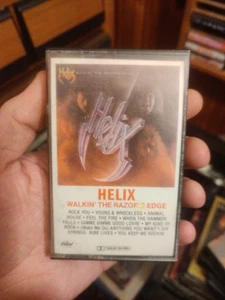 Helix
HELIX
WALKIN' THE RAZOR'S EDGE
ROCK YOU • YOUNG & WRECKLESS • ANIMAL
HOUSE • FEEL THE FIRE • WHEN THE HAMMER
FALLS • GIMME GIMME GOOD LOVIN' • MY KIND OF
ROCK • (MAKE ME DO) ANYTHING YOU WANT • SIX
STRINGS, NINE LIVES • YOU KEEP ME ROCKIN'
Capitol